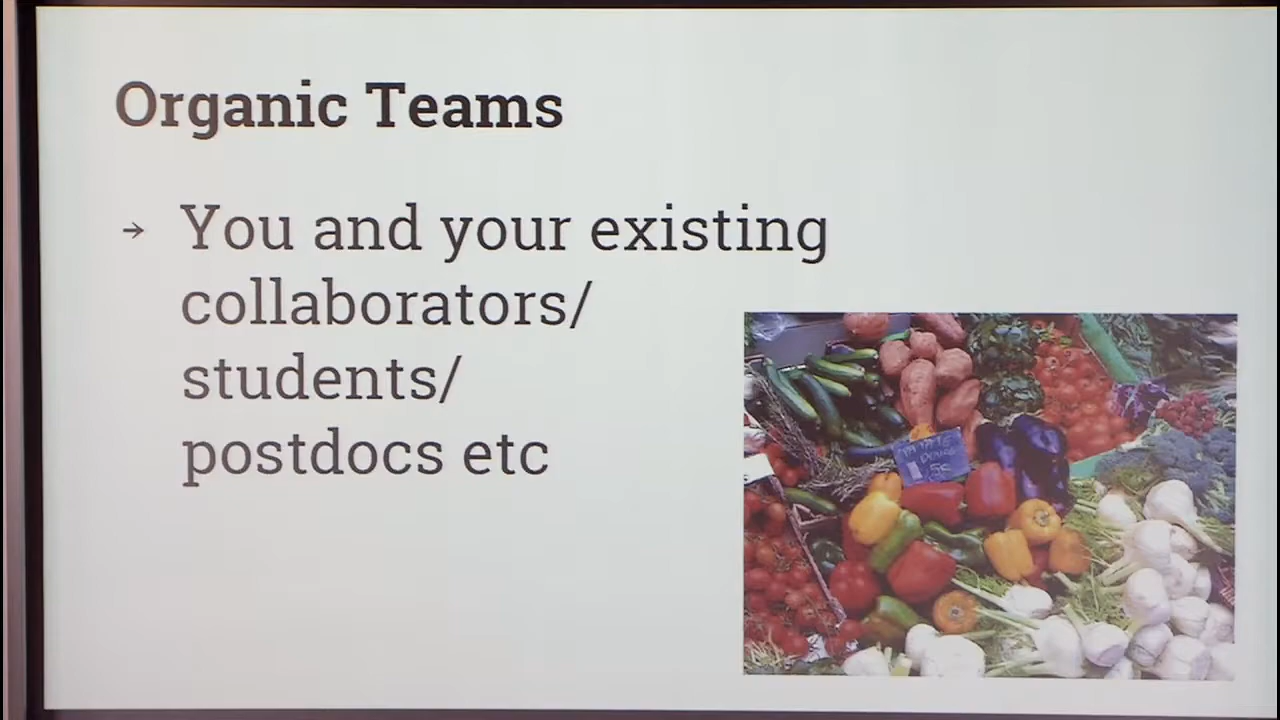 Organic Teams
→ You and your existing
collaborators/
students/
postdocs etc